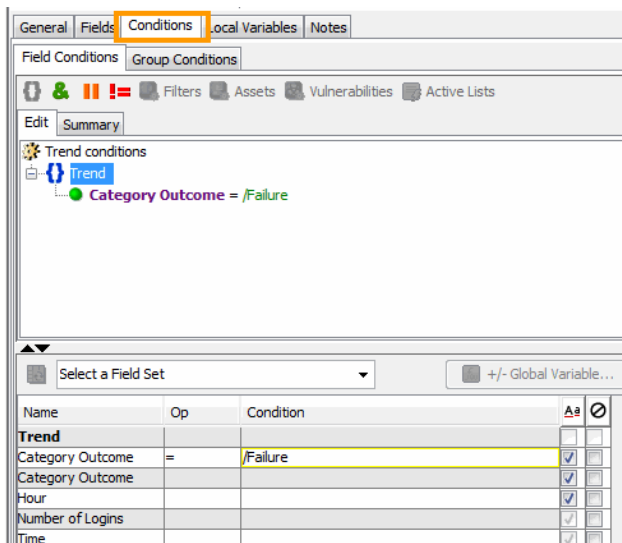 General Fields Conditions Local Variables Notes
Field Conditions Group Conditions
{} & || != Filters Assets Vulnerabilities Active Lists
Edit Summary
Trend conditions
{} Trend
Category Outcome = /Failure
Select a Field Set +/- Global Variable...
Name Op Condition Aa
Trend
Category Outcome = /Failure
Category Outcome
Hour
Number of Logins
Time